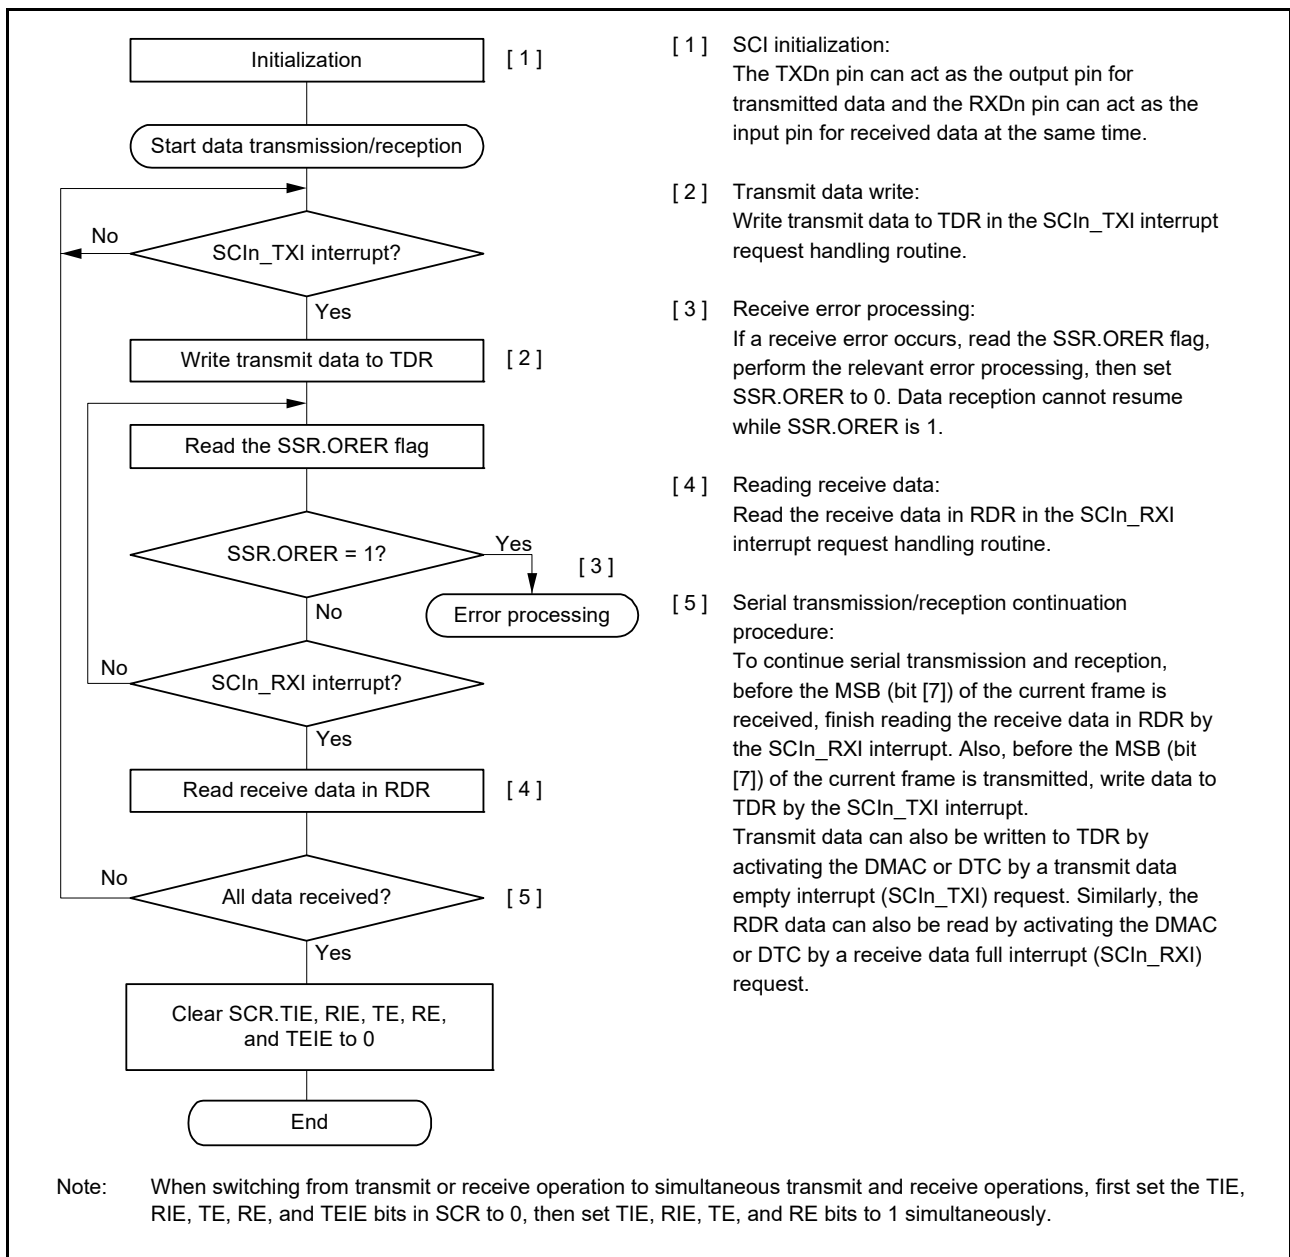 Initialization
[ 1 ]
Start data transmission/reception
No
SCIn_TXI interrupt?
Yes
Write transmit data to TDR
[ 2 ]
Read the SSR.ORER flag
SSR.ORER = 1?
Yes
[ 3 ]
Error processing
No
No
SCIn_RXI interrupt?
Yes
Read receive data in RDR
[ 4 ]
No
All data received?
[ 5 ]
Yes
Clear SCR.TIE, RIE, TE, RE,
and TEIE to 0
End
[ 1 ] SCI initialization:
The TXDn pin can act as the output pin for
transmitted data and the RXDn pin can act as the
input pin for received data at the same time.
[ 2 ] Transmit data write:
Write transmit data to TDR in the SCIn_TXI interrupt
request handling routine.
[ 3 ] Receive error processing:
If a receive error occurs, read the SSR.ORER flag,
perform the relevant error processing, then set
SSR.ORER to 0. Data reception cannot resume
while SSR.ORER is 1.
[ 4 ] Reading receive data:
Read the receive data in RDR in the SCIn_RXI
interrupt request handling routine.
[ 5 ] Serial transmission/reception continuation
procedure:
To continue serial transmission and reception,
before the MSB (bit [7]) of the current frame is
received, finish reading the receive data in RDR by
the SCIn_RXI interrupt. Also, before the MSB (bit
[7]) of the current frame is transmitted, write data to
TDR by the SCIn_TXI interrupt.
Transmit data can also be written to TDR by
activating the DMAC or DTC by a transmit data
empty interrupt (SCIn_TXI) request. Similarly, the
RDR data can also be read by activating the DMAC
or DTC by a receive data full interrupt (SCIn_RXI)
request.
Note: When switching from transmit or receive operation to simultaneous transmit and receive operations, first set the TIE,
RIE, TE, RE, and TEIE bits in SCR to 0, then set TIE, RIE, TE, and RE bits to 1 simultaneously.